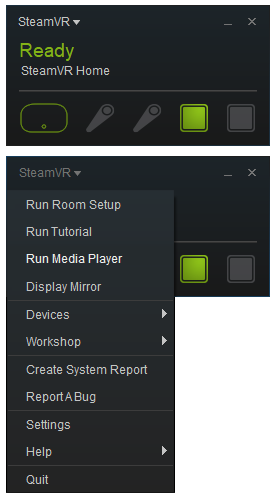 SteamVR
Ready
SteamVR Home
SteamVR
Run Room Setup
Run Tutorial
Run Media Player
Display Mirror
Devices
Workshop
Create System Report
Report A Bug
Settings
Help
Quit